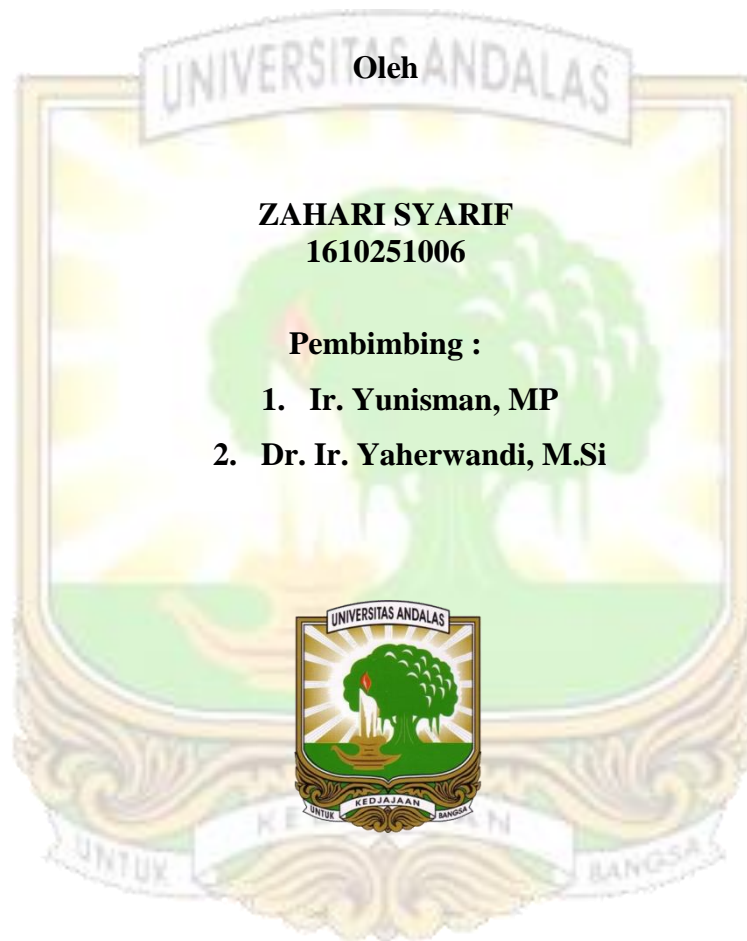 UNIVERSITAS ANDALAS
Oleh
ZAHARI SYARIF
1610251006
Pembimbing :
1. Ir. Yunisman, MP
2. Dr. Ir. Yaherwandi, M.Si
UNIVERSITAS ANDALAS
UNTUK KEDJAJAAN BANGSA
UNTUK KEDJAJAAN BANGSA